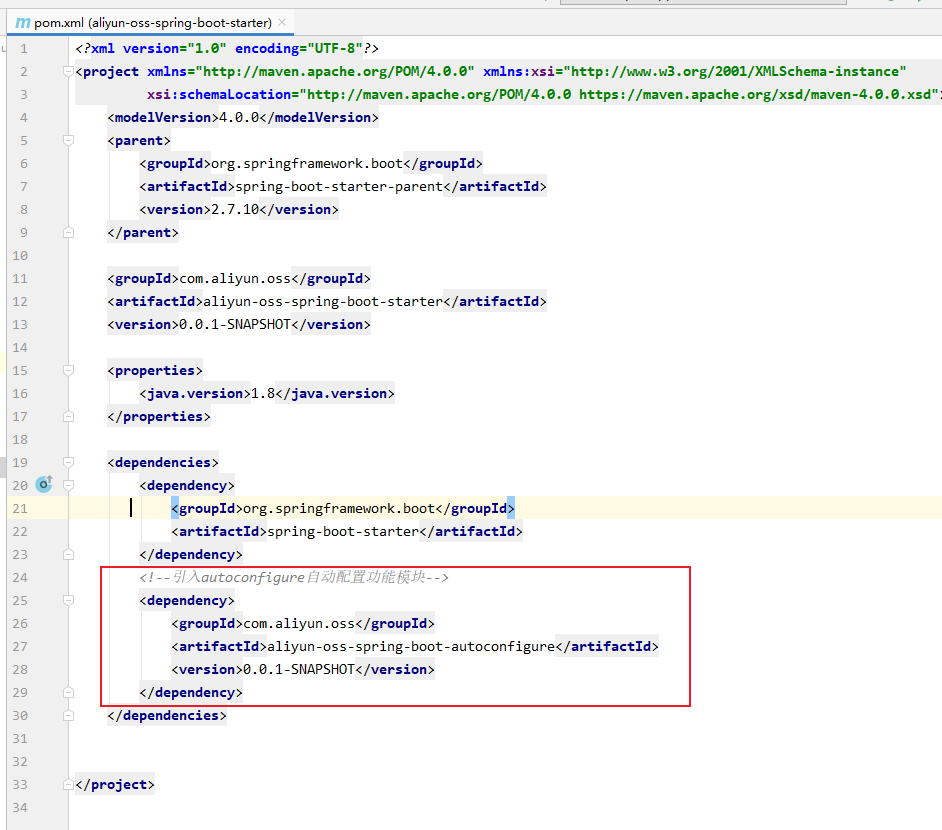 pom.xml (aliyun-oss-spring-boot-starter)
1 <?xml version="1.0" encoding="UTF-8"?>
2 <project xmlns="http://maven.apache.org/POM/4.0.0" xmlns:xsi="http://www.w3.org/2001/XMLSchema-instance"
3 xsi:schemaLocation="http://maven.apache.org/POM/4.0.0 https://maven.apache.org/xsd/maven-4.0.0.xsd">
4 <modelVersion>4.0.0</modelVersion>
5 <parent>
6 <groupId>org.springframework.boot</groupId>
7 <artifactId>spring-boot-starter-parent</artifactId>
8 <version>2.7.10</version>
9 </parent>
10
11 <groupId>com.aliyun.oss</groupId>
12 <artifactId>aliyun-oss-spring-boot-starter</artifactId>
13 <version>0.0.1-SNAPSHOT</version>
14
15 <properties>
16 <java.version>1.8</java.version>
17 </properties>
18
19 <dependencies>
20 <dependency>
21 <groupId>org.springframework.boot</groupId>
22 <artifactId>spring-boot-starter</artifactId>
23 </dependency>
24 <!--引入autoconfigure自动配置功能模块-->
25 <dependency>
26 <groupId>com.aliyun.oss</groupId>
27 <artifactId>aliyun-oss-spring-boot-autoconfigure</artifactId>
28 <version>0.0.1-SNAPSHOT</version>
29 </dependency>
30 </dependencies>
31
32
33 </project>
34